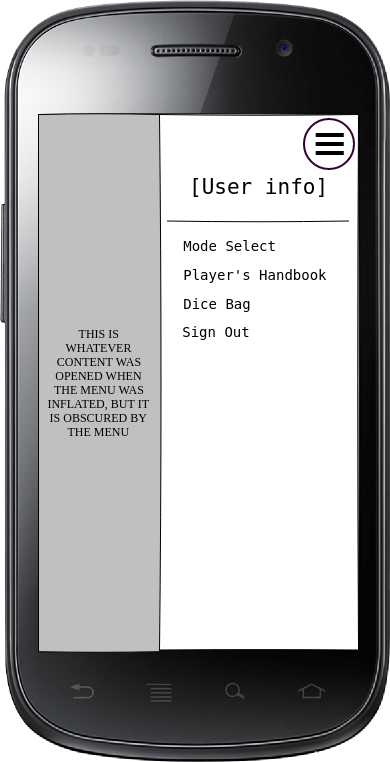 [User info]
Mode Select
Player's Handbook
Dice Bag
Sign Out
THIS IS
WHATEVER
CONTENT WAS
OPENED WHEN
THE MENU WAS
INFLATED, BUT IT
IS OBSCURED BY
THE MENU